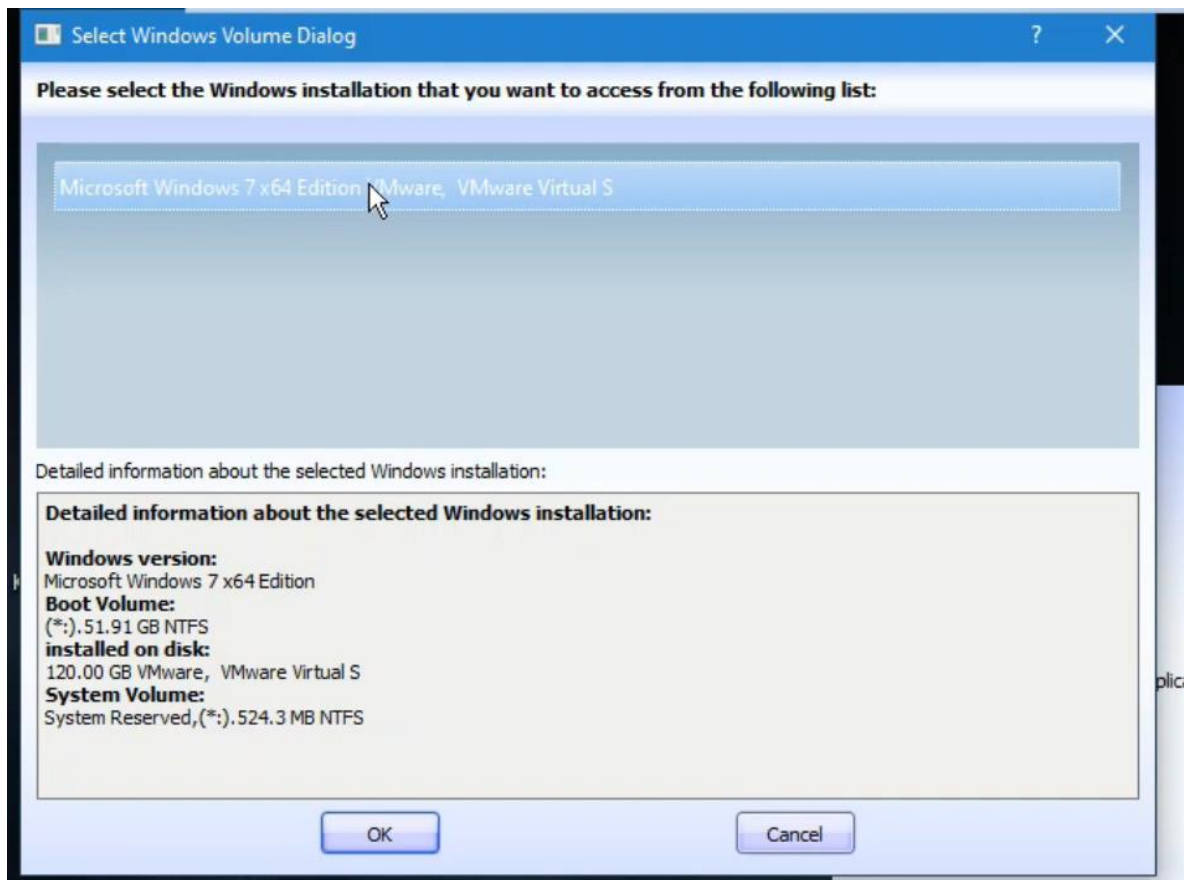 Select Windows Volume Dialog
?
Please select the Windows installation that you want to access from the following list:
Microsoft Windows 7 x64 Edition VMware, VMware Virtual S
Detailed information about the selected Windows installation:
Detailed information about the selected Windows installation:
Windows version:
Microsoft Windows 7 x64 Edition
Boot Volume:
(*:).51.91 GB NTFS
installed on disk:
120.00 GB VMware, VMware Virtual S
System Volume:
System Reserved,(*:).524.3 MB NTFS
OK
Cancel